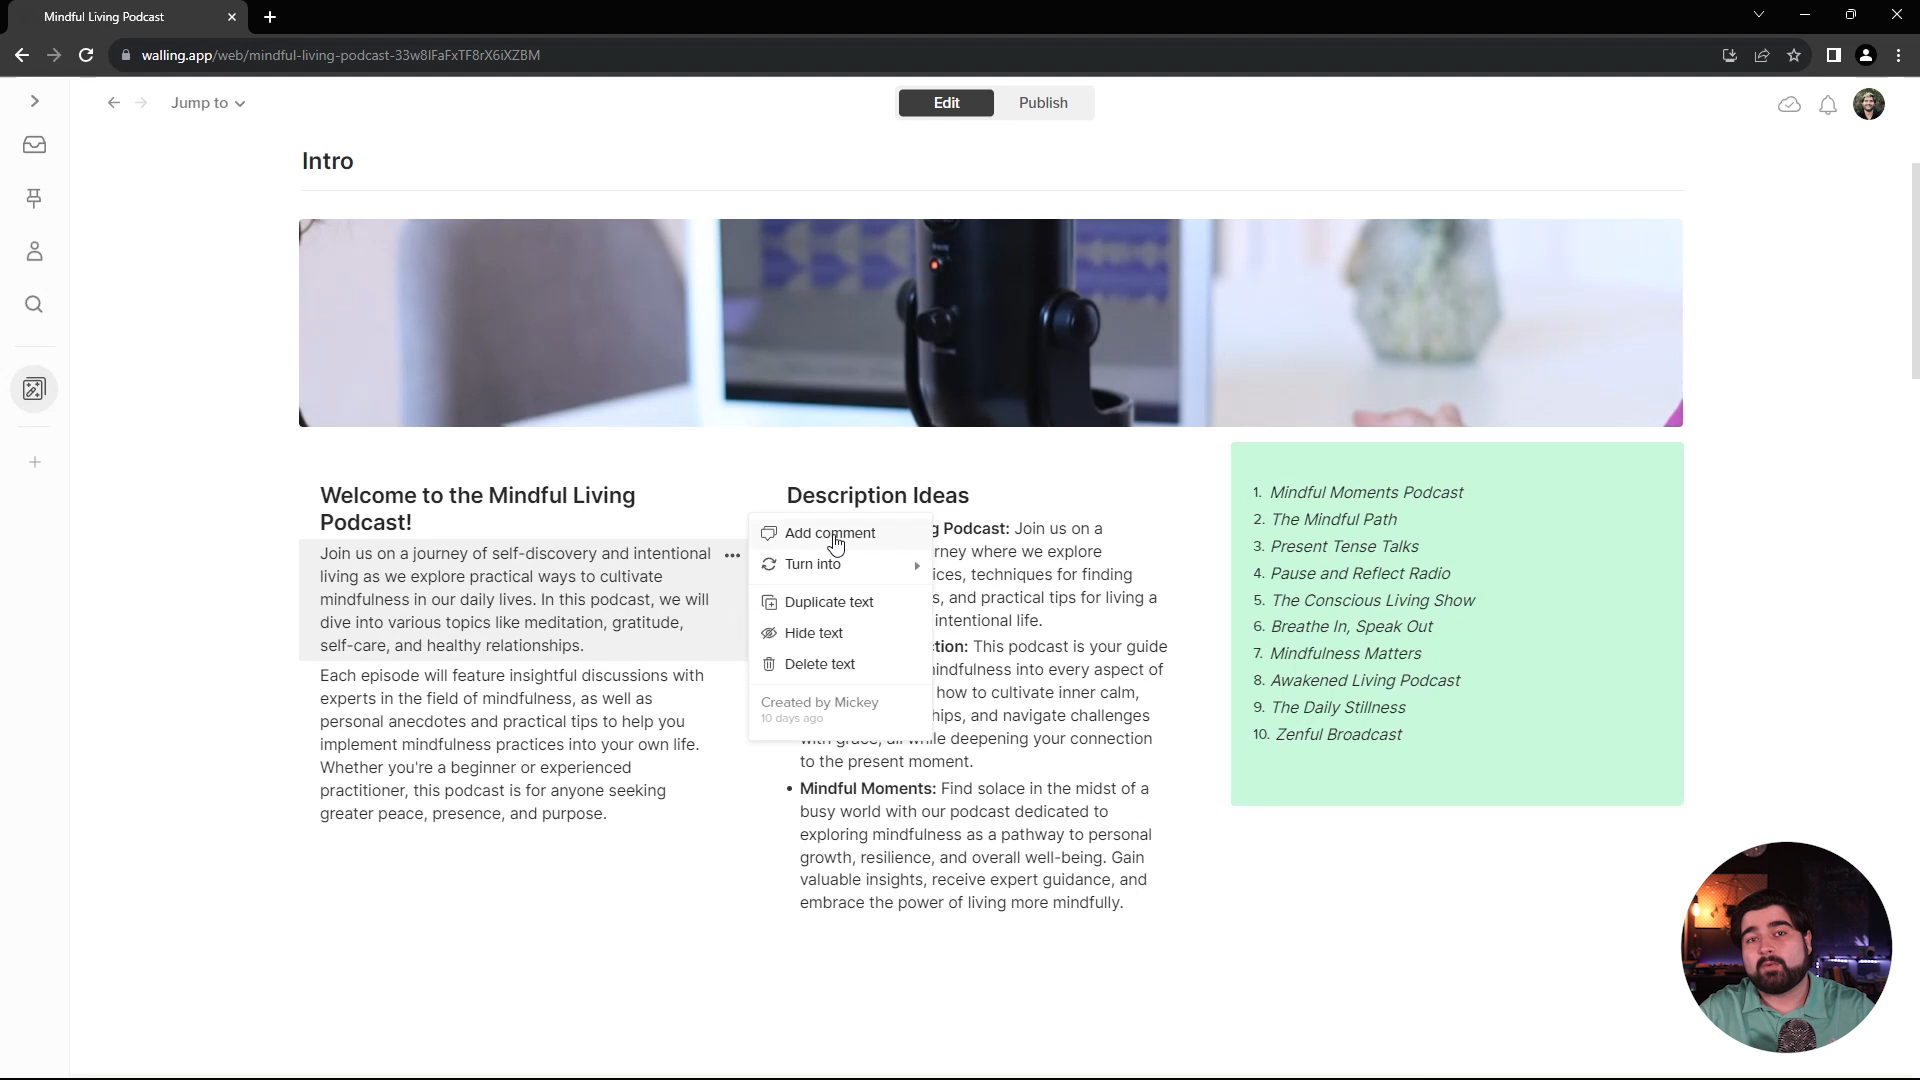 Mindful Living Podcast
walling.app/web/mindful-living-podcast-33w8IFaFxTF8rX6iXZBM
Jump to
Edit
Publish
Intro
Welcome to the Mindful Living
Podcast!
Join us on a journey of self-discovery and intentional
living as we explore practical ways to cultivate
mindfulness in our daily lives. In this podcast, we will
dive into various topics like meditation, gratitude,
self-care, and healthy relationships.
Each episode will feature insightful discussions with
experts in the field of mindfulness, as well as
personal anecdotes and practical tips to help you
implement mindfulness practices into your own life.
Whether you're a beginner or experienced
practitioner, this podcast is for anyone seeking
greater peace, presence, and purpose.
Add comment
Turn into
Duplicate text
Hide text
Delete text
Created by Mickey
10 days ago
Description Ideas
Podcast: Join us on a
where we explore
techniques for finding
and practical tips for living a
intentional life.
This podcast is your guide
into every aspect of
how to cultivate inner calm,
and navigate challenges
deepening your connection
to the present moment.
• Mindful Moments: Find solace in the midst of a
busy world with our podcast dedicated to
exploring mindfulness as a pathway to personal
growth, resilience, and overall well-being. Gain
valuable insights, receive expert guidance, and
embrace the power of living more mindfully.
1. Mindful Moments Podcast
2. The Mindful Path
3. Present Tense Talks
4. Pause and Reflect Radio
5. The Conscious Living Show
6. Breathe In, Speak Out
7. Mindfulness Matters
8. Awakened Living Podcast
9. The Daily Stillness
10. Zenful Broadcast